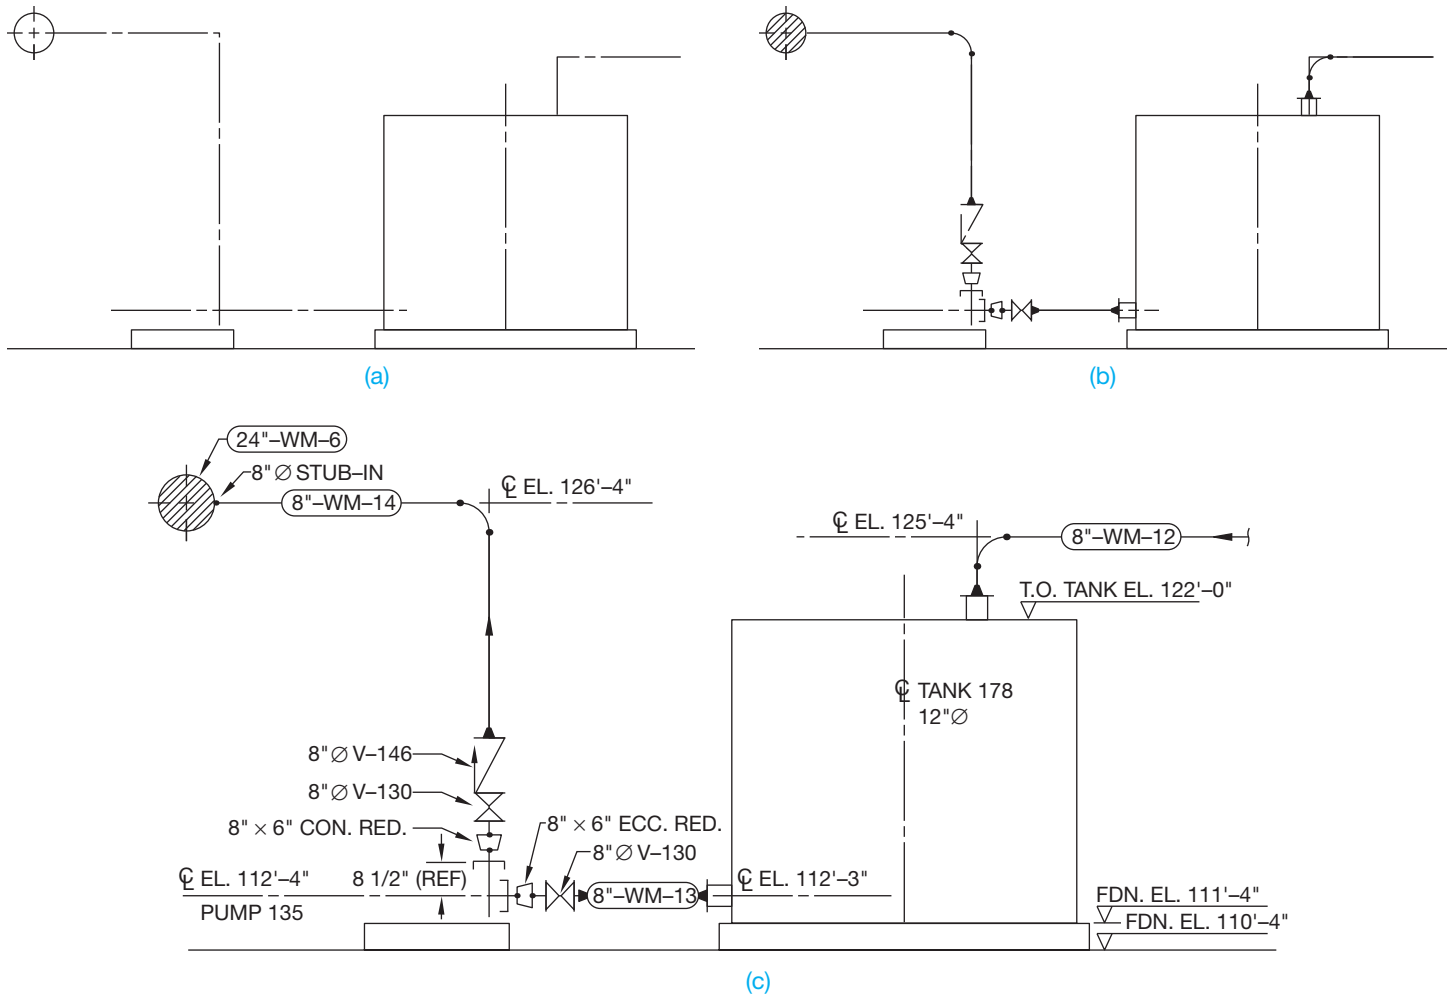 (a)
(b)
24"–WM–6
8" ∅ STUB–IN
8"–WM–14
℄ EL. 126'–4"
℄ EL. 125'–4"
8"–WM–12
T.O. TANK EL. 122'–0"
℄ TANK 178
12"∅
8" ∅ V–146
8" ∅ V–130
8" × 6" CON. RED.
8" × 6" ECC. RED.
8" ∅ V–130
℄ EL. 112'–4"
8 1/2" (REF)
8"–WM–13
℄ EL. 112'–3"
PUMP 135
FDN. EL. 111'–4"
FDN. EL. 110'–4"
(c)